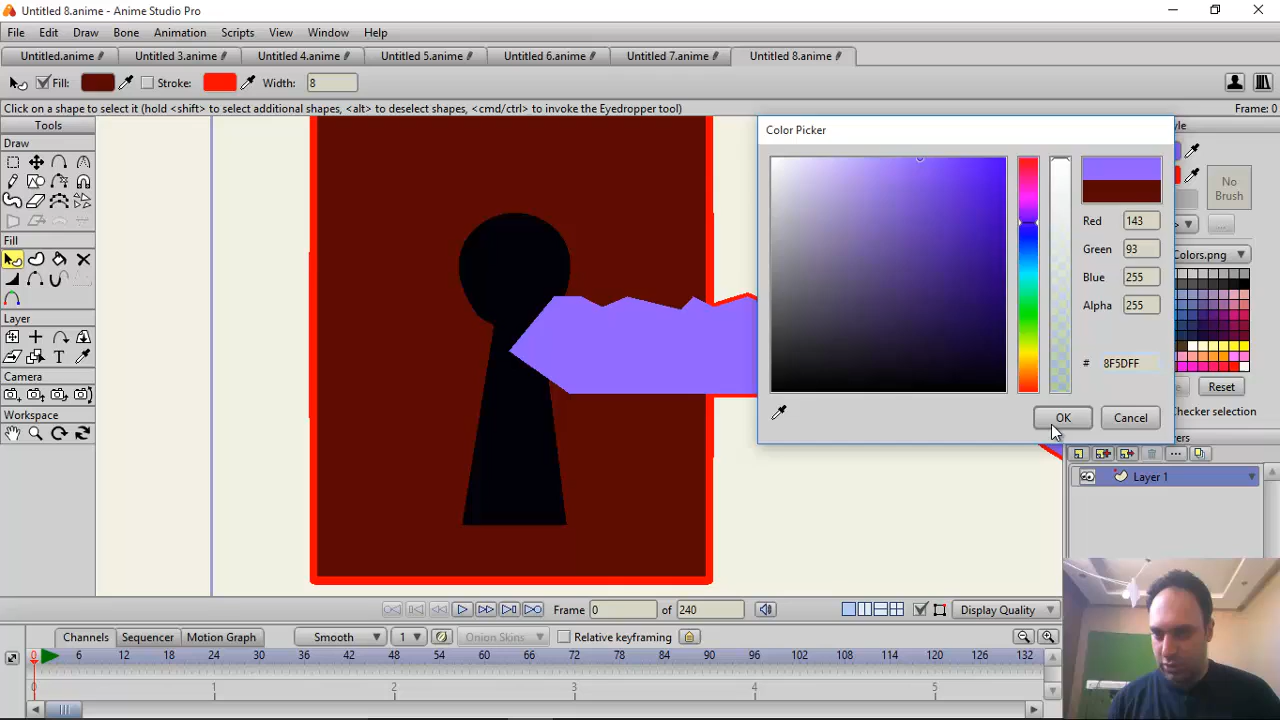 Untitled 8.anime - Anime Studio Pro
File Edit Draw Bone Animation Scripts View Window Help
Untitled.anime Untitled 3.anime Untitled 4.anime Untitled 5.anime Untitled 6.anime Untitled 7.anime Untitled 8.anime
Fill: Stroke: Width: 8
Click on a shape to select it (hold <shift> to select additional shapes, <alt> to deselect shapes, <cmd/ctrl> to invoke the Eyedropper tool) Frame: 0
Tools
Draw
Fill
Layer
Camera
Workspace
Color Picker
Red 143
Green 93
Blue 255
Alpha 255
# 8F5DFF
OK Cancel
No
Brush
...
Colors.png
Reset
Checker selection
Layer 1
Frame 0 of 240 Display Quality
Channels Sequencer Motion Graph Smooth 1 Onion Skins Relative keyframing
0 6 12 18 24 30 36 42 48 54 60 66 72 78 84 90 96 102 108 114 120 126 132
0 1 2 3 4 5